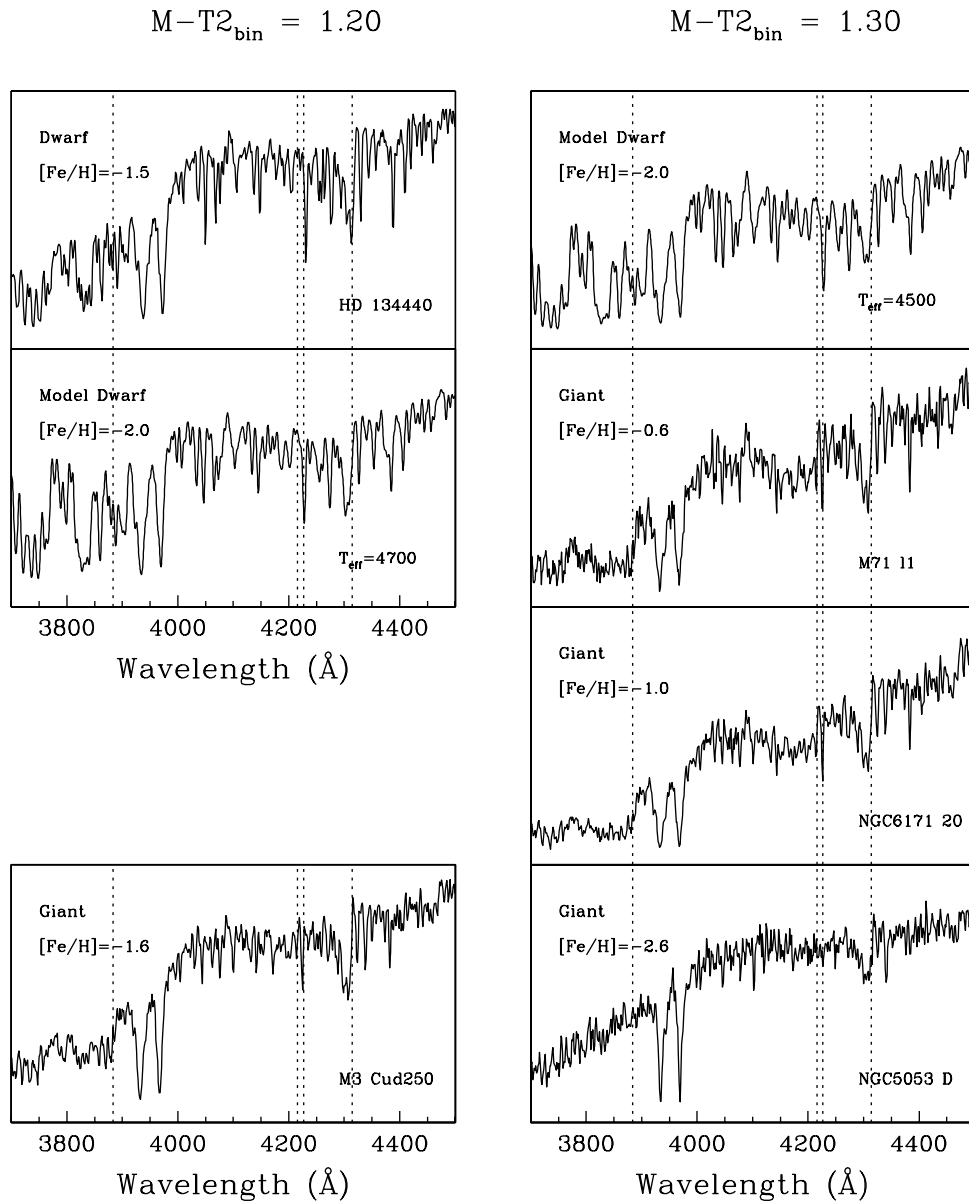 M-T2bin = 1.20
Dwarf
[Fe/H]=-1.5
HD 134440
Model Dwarf
[Fe/H]=-2.0
Teff=4700
3800 4000 4200 4400
Wavelength (Å)
Giant
[Fe/H]=-1.6
M3 Cud250
3800 4000 4200 4400
Wavelength (Å)
M-T2bin = 1.30
Model Dwarf
[Fe/H]=-2.0
Teff=4500
Giant
[Fe/H]=-0.6
M71 l1
Giant
[Fe/H]=-1.0
NGC6171 20
Giant
[Fe/H]=-2.6
NGC5053 D
3800 4000 4200 4400
Wavelength (Å)